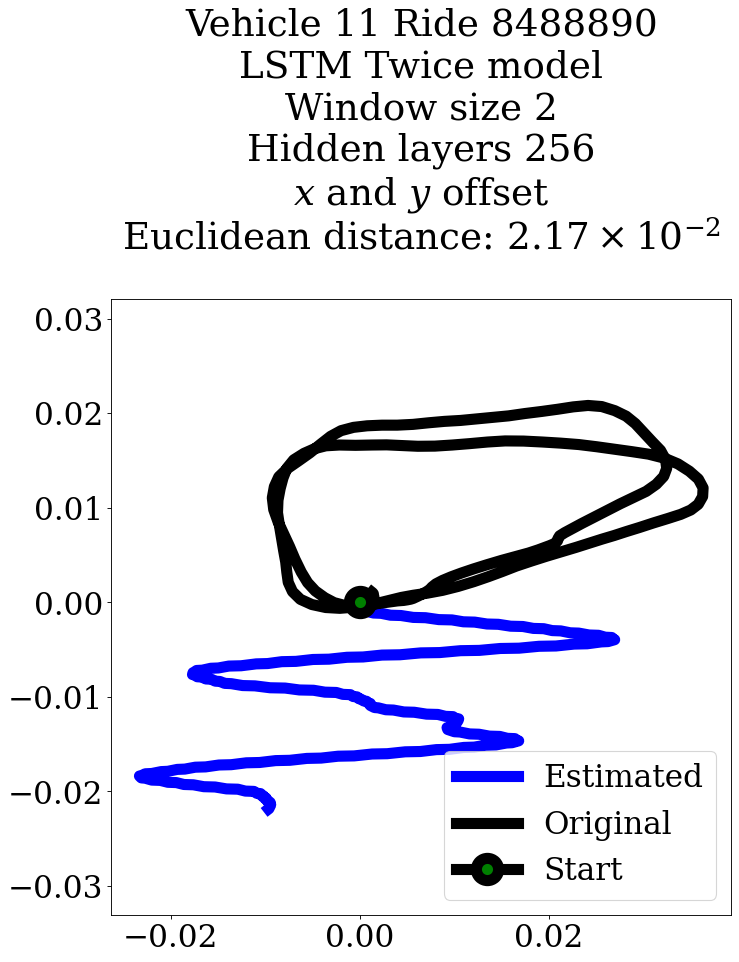 Vehicle 11 Ride 8488890
LSTM Twice model
Window size 2
Hidden layers 256
x and y offset
Euclidean distance: 2.17 × 10⁻²
0.03
0.02
0.01
0.00
−0.01
−0.02
−0.03
Estimated
Original
Start
−0.02 0.00 0.02